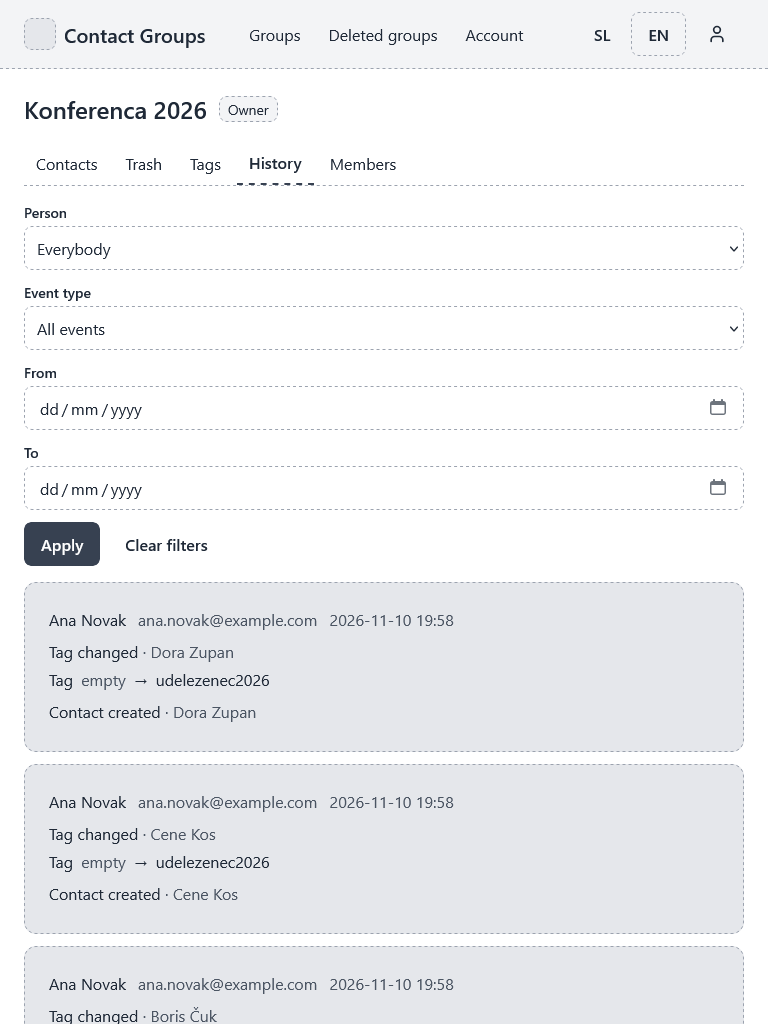 Contact Groups Groups Deleted groups Account SL EN
Konferenca 2026 Owner
Contacts Trash Tags History Members
Person
Everybody
Event type
All events
From
dd / mm / yyyy
To
dd / mm / yyyy
Apply Clear filters
Ana Novak ana.novak@example.com 2026-11-10 19:58
Tag changed · Dora Zupan
Tag empty → udelezenec2026
Contact created · Dora Zupan
Ana Novak ana.novak@example.com 2026-11-10 19:58
Tag changed · Cene Kos
Tag empty → udelezenec2026
Contact created · Cene Kos
Ana Novak ana.novak@example.com 2026-11-10 19:58
Tag changed · Boris Čuk